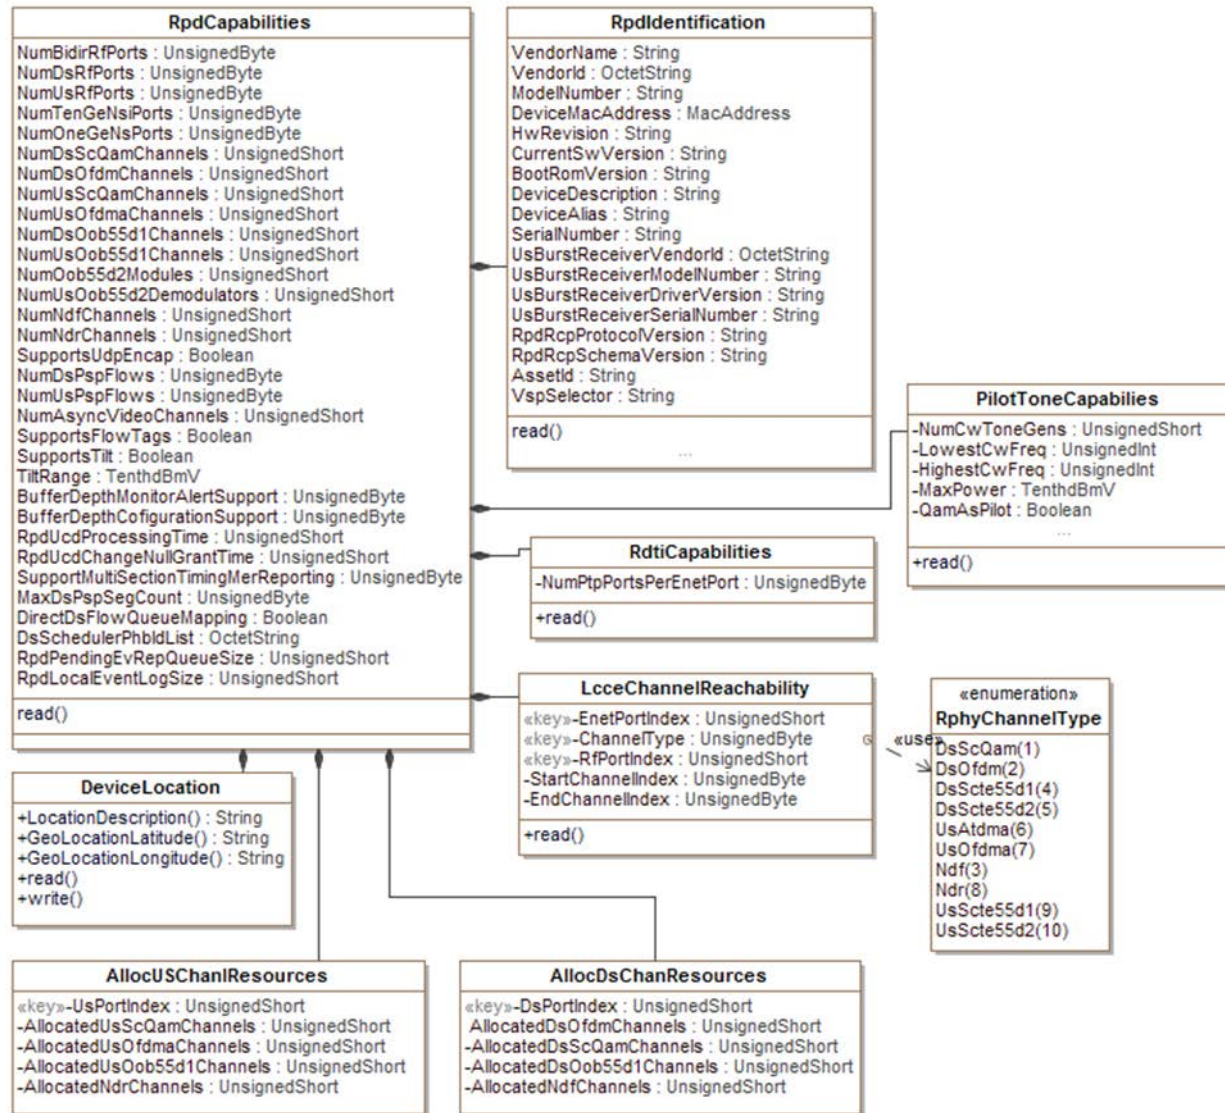 RpdCapabilities
NumBidirRfPorts : UnsignedByte
NumDsRfPorts : UnsignedByte
NumUsRfPorts : UnsignedByte
NumTenGeNsiPorts : UnsignedByte
NumOneGeNsPorts : UnsignedByte
NumDsScQamChannels : UnsignedShort
NumDsOfdmChannels : UnsignedShort
NumUsScQamChannels : UnsignedShort
NumUsOfdmaChannels : UnsignedShort
NumDsOob55d1Channels : UnsignedShort
NumUsOob55d1Channels : UnsignedShort
NumOob55d2Modules : UnsignedShort
NumUsOob55d2Demodulators : UnsignedShort
NumNdfChannels : UnsignedShort
NumNdrChannels : UnsignedShort
SupportsUdpEncap : Boolean
NumDsPspFlows : UnsignedByte
NumUsPspFlows : UnsignedByte
NumAsyncVideoChannels : UnsignedShort
SupportsFlowTags : Boolean
SupportsTilt : Boolean
TiltRange : TenthdBmV
BufferDepthMonitorAlertSupport : UnsignedByte
BufferDepthCofigurationSupport : UnsignedByte
RpdUcdProcessingTime : UnsignedShort
RpdUcdChangeNullGrantTime : UnsignedShort
SupportMultiSectionTimingMerReporting : UnsignedByte
MaxDsPspSegCount : UnsignedByte
DirectDsFlowQueueMapping : Boolean
DsSchedulerPhbIdList : OctetString
RpdPendingEvRepQueueSize : UnsignedShort
RpdLocalEventLogSize : UnsignedShort
read()
RpdIdentification
VendorName : String
VendorId : OctetString
ModelNumber : String
DeviceMacAddress : MacAddress
HwRevision : String
CurrentSwVersion : String
BootRomVersion : String
DeviceDescription : String
DeviceAlias : String
SerialNumber : String
UsBurstReceiverVendorId : OctetString
UsBurstReceiverModelNumber : String
UsBurstReceiverDriverVersion : String
UsBurstReceiverSerialNumber : String
RpdRcpProtocolVersion : String
RpdRcpSchemaVersion : String
AssetId : String
VspSelector : String
read()
...
PilotToneCapabilies
-NumCwToneGens : UnsignedShort
-LowestCwFreq : UnsignedInt
-HighestCwFreq : UnsignedInt
-MaxPower : TenthdBmV
-QamAsPilot : Boolean
...
+read()
RdtiCapabilities
-NumPtpPortsPerEnetPort : UnsignedByte
+read()
LcceChannelReachability
«key»-EnetPortIndex : UnsignedShort
«key»-ChannelType : UnsignedByte
«key»-RfPortIndex : UnsignedShort
-StartChannelIndex : UnsignedByte
-EndChannelIndex : UnsignedByte
+read()
«use»
«enumeration»
RphyChannelType
DsScQam(1)
DsOfdm(2)
DsScte55d1(4)
DsScte55d2(5)
UsAtdma(6)
UsOfdma(7)
Ndf(3)
Ndr(8)
UsScte55d1(9)
UsScte55d2(10)
DeviceLocation
+LocationDescription() : String
+GeoLocationLatitude() : String
+GeoLocationLongitude() : String
+read()
+write()
AllocUSChanlResources
«key»-UsPortIndex : UnsignedShort
-AllocatedUsScQamChannels : UnsignedShort
-AllocatedUsOfdmaChannels : UnsignedShort
-AllocatedUsOob55d1Channels : UnsignedShort
-AllocatedNdrChannels : UnsignedShort
AllocDsChanResources
«key»-DsPortIndex : UnsignedShort
AllocatedDsOfdmChannels : UnsignedShort
-AllocatedDsScQamChannels : UnsignedShort
-AllocatedDsOob55d1Channels : UnsignedShort
-AllocatedNdfChannels : UnsignedShort